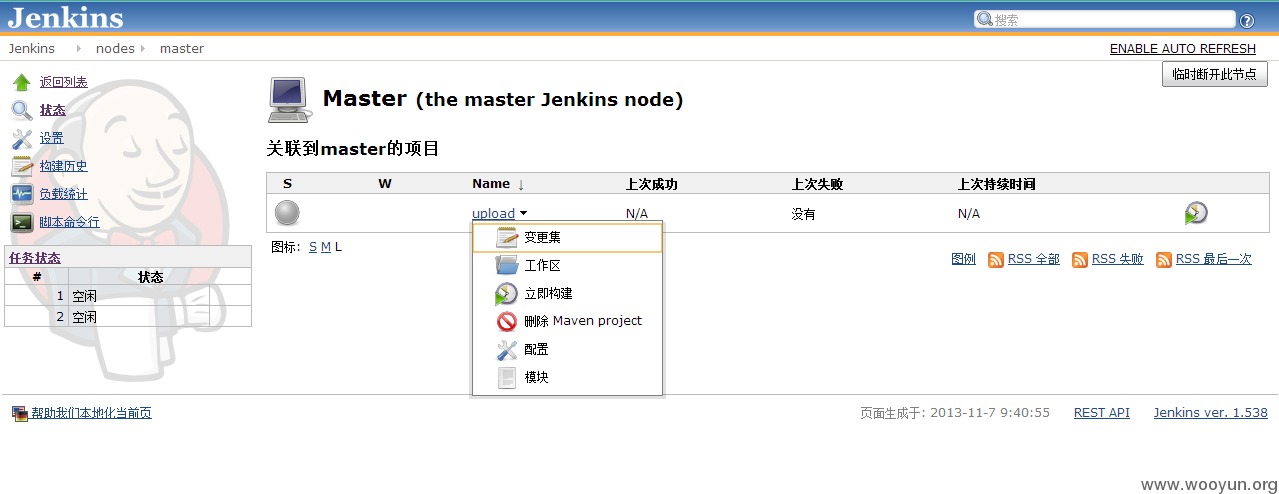 Jenkins
搜索
Jenkins nodes master
ENABLE AUTO REFRESH
临时断开此节点
返回列表
状态
设置
构建历史
负载统计
脚本命令行
任务状态
# 状态
1 空闲
2 空闲
Master (the master Jenkins node)
关联到master的项目
S W Name ↓ 上次成功 上次失败 上次持续时间
upload N/A 没有 N/A
变更集
工作区
立即构建
删除 Maven project
配置
模块
图标: S M L
图例 RSS 全部 RSS 失败 RSS 最后一次
帮助我们本地化当前页
页面生成于: 2013-11-7 9:40:55 REST API Jenkins ver. 1.538
www.wooyun.org